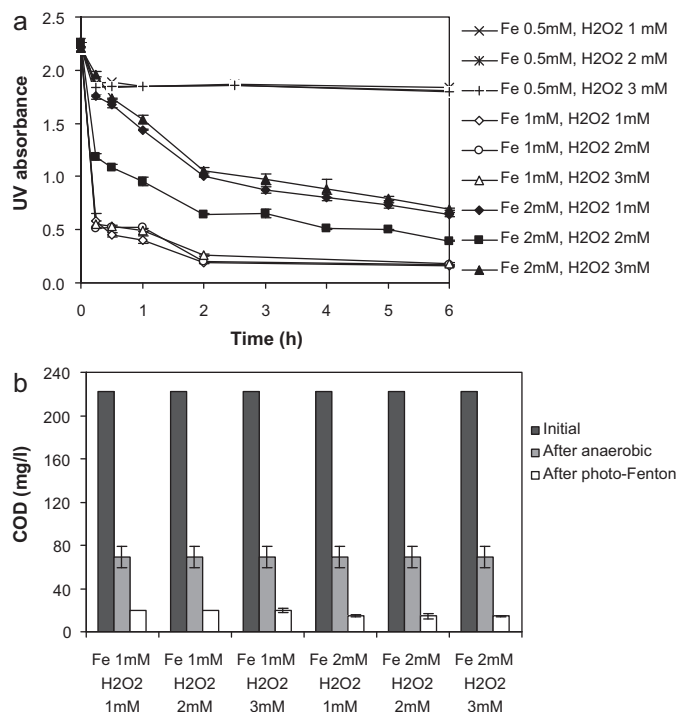 a
2.5
2.0
1.5
1.0
0.5
0.0
UV absorbance
0 1 2 3 4 5 6
Time (h)
Fe 0.5mM, H2O2 1 mM
Fe 0.5mM, H2O2 2 mM
Fe 0.5mM, H2O2 3 mM
Fe 1mM, H2O2 1mM
Fe 1mM, H2O2 2mM
Fe 1mM, H2O2 3mM
Fe 2mM, H2O2 1mM
Fe 2mM, H2O2 2mM
Fe 2mM, H2O2 3mM
b
240
200
160
120
80
40
0
COD (mg/l)
Initial
After anaerobic
After photo-Fenton
Fe 1mM Fe 1mM Fe 1mM Fe 2mM Fe 2mM Fe 2mM
H2O2 H2O2 H2O2 H2O2 H2O2 H2O2
1mM 2mM 3mM 1mM 2mM 3mM